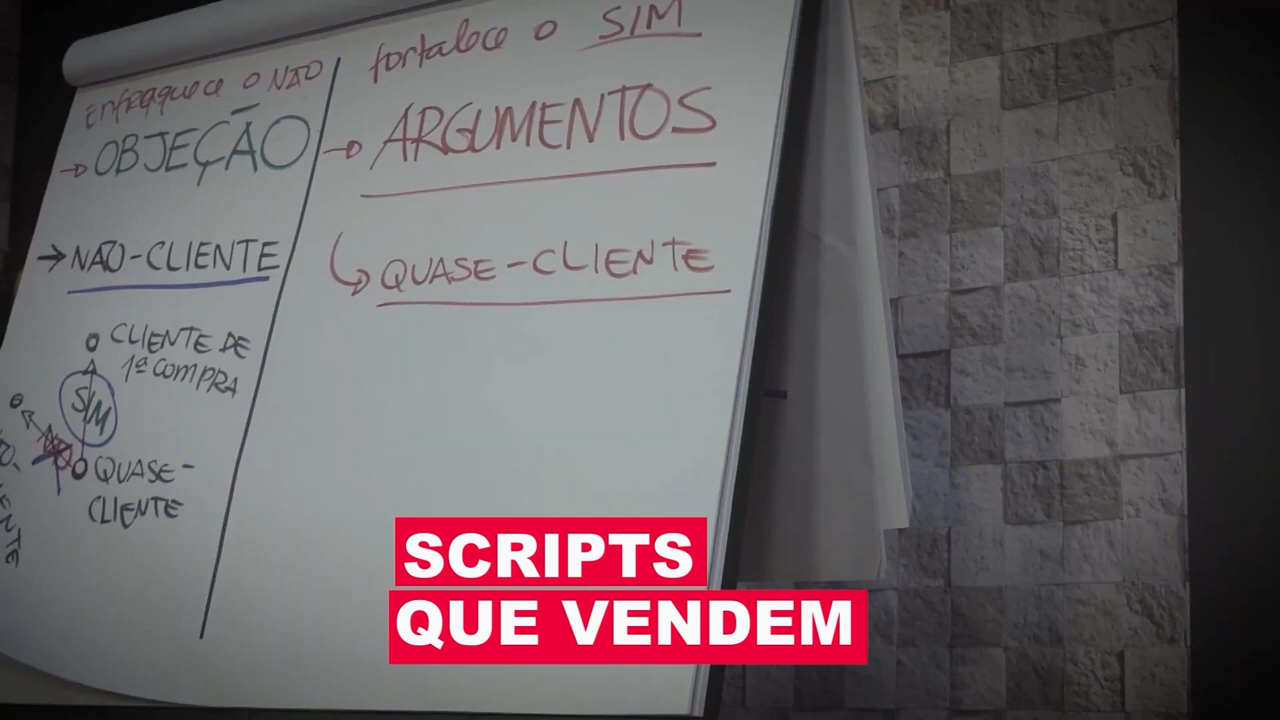 enfraquece o NÃO
→ OBJEÇÃO
→ NÃO-CLIENTE
CLIENTE DE
1ª COMPRA
SIM
QUASE-
CLIENTE
fortalece o SIM
→ ARGUMENTOS
QUASE-CLIENTE
SCRIPTS
QUE VENDEM